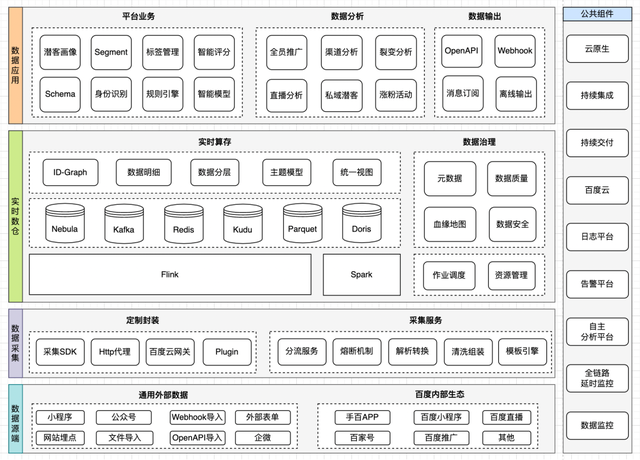 数据应用
平台业务
潜客画像
Segment
标签管理
智能评分
Schema
身份识别
规则引擎
智能模型
数据分析
全员推广
渠道分析
裂变分析
直播分析
私域潜客
涨粉活动
数据输出
OpenAPI
Webhook
消息订阅
离线输出
实时数仓
实时算存
ID-Graph
数据明细
数据分层
主题模型
统一视图
Nebula
Kafka
Redis
Kudu
Parquet
Doris
Flink
Spark
数据治理
元数据
数据质量
血缘地图
数据安全
作业调度
资源管理
数据采集
定制封装
采集SDK
Http代理
百度云网关
Plugin
采集服务
分流服务
熔断机制
解析转换
清洗组装
模板引擎
数据源端
通用外部数据
小程序
公众号
Webhook导入
外部表单
网站埋点
文件导入
OpenAPI导入
企微
百度内部生态
手百APP
百度小程序
百度直播
百家号
百度推广
其他
公共组件
云原生
持续集成
持续交付
百度云
日志平台
告警平台
自主
分析平台
全链路
延时监控
数据监控